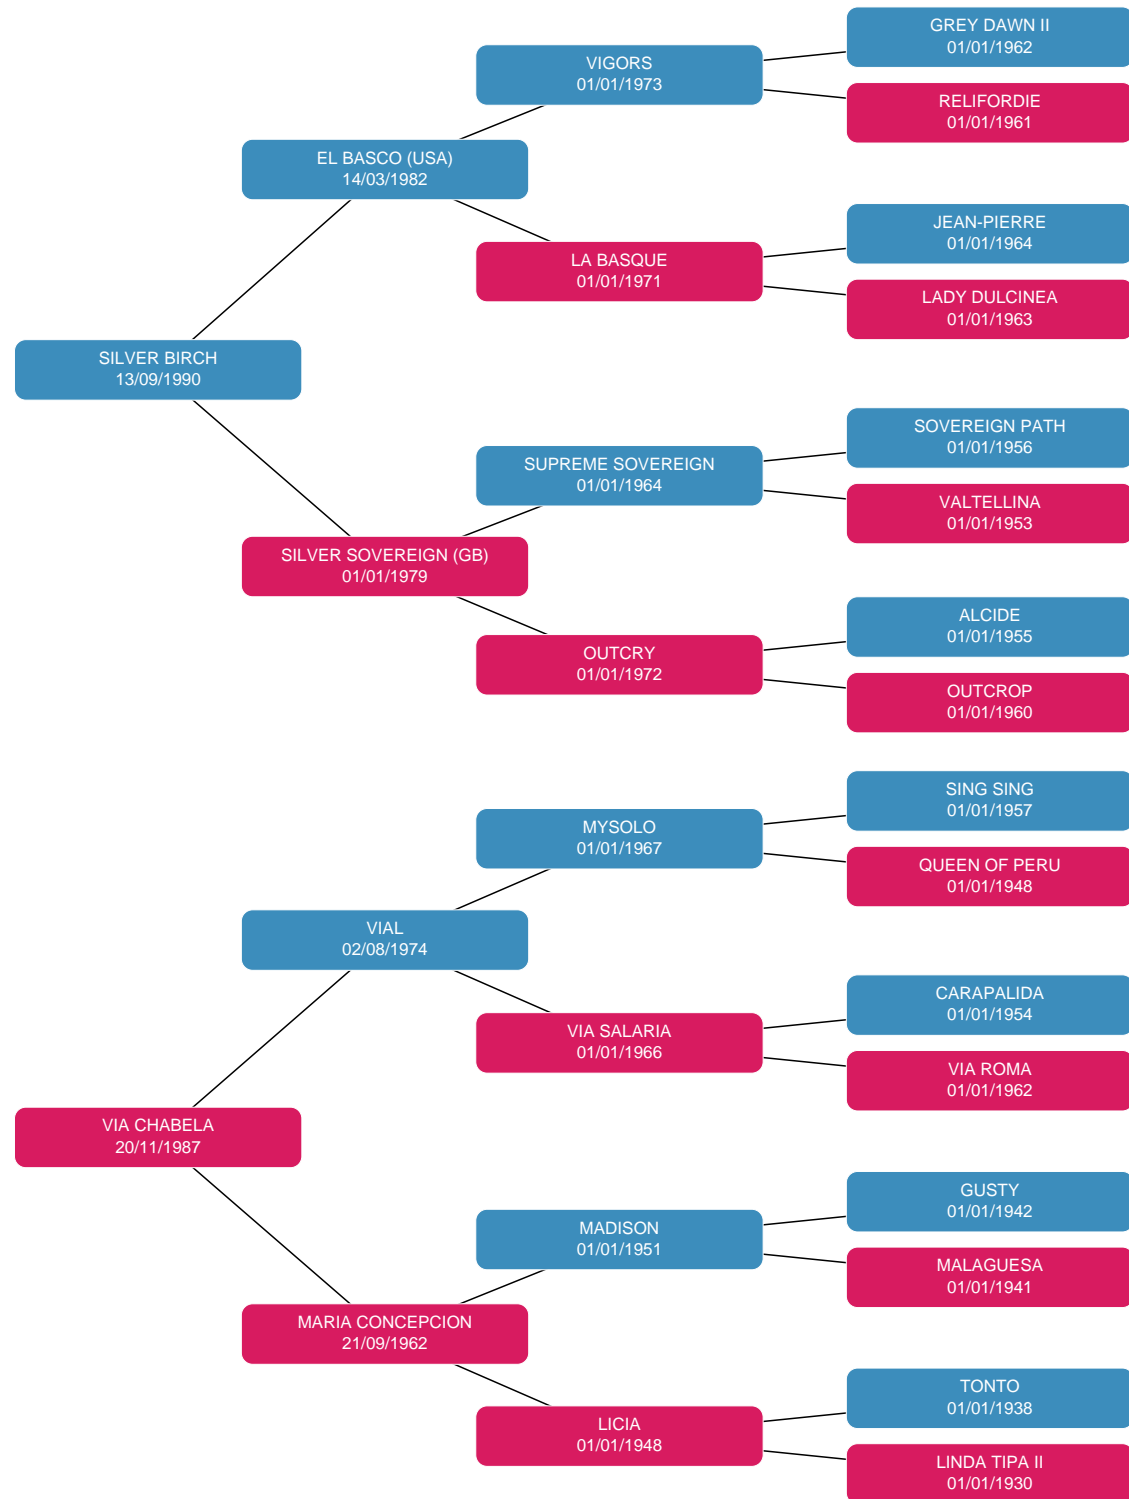 GREY DAWN II
01/01/1962
VIGORS
01/01/1973
RELIFORDIE
01/01/1961
EL BASCO (USA)
14/03/1982
JEAN-PIERRE
01/01/1964
LA BASQUE
01/01/1971
LADY DULCINEA
01/01/1963
SILVER BIRCH
13/09/1990
SOVEREIGN PATH
01/01/1956
SUPREME SOVEREIGN
01/01/1964
VALTELLINA
01/01/1953
SILVER SOVEREIGN (GB)
01/01/1979
ALCIDE
01/01/1955
OUTCRY
01/01/1972
OUTCROP
01/01/1960
SING SING
01/01/1957
MYSOLO
01/01/1967
QUEEN OF PERU
01/01/1948
VIAL
02/08/1974
CARAPALIDA
01/01/1954
VIA SALARIA
01/01/1966
VIA ROMA
01/01/1962
VIA CHABELA
20/11/1987
GUSTY
01/01/1942
MADISON
01/01/1951
MALAGUESA
01/01/1941
MARIA CONCEPCION
21/09/1962
TONTO
01/01/1938
LICIA
01/01/1948
LINDA TIPA II
01/01/1930